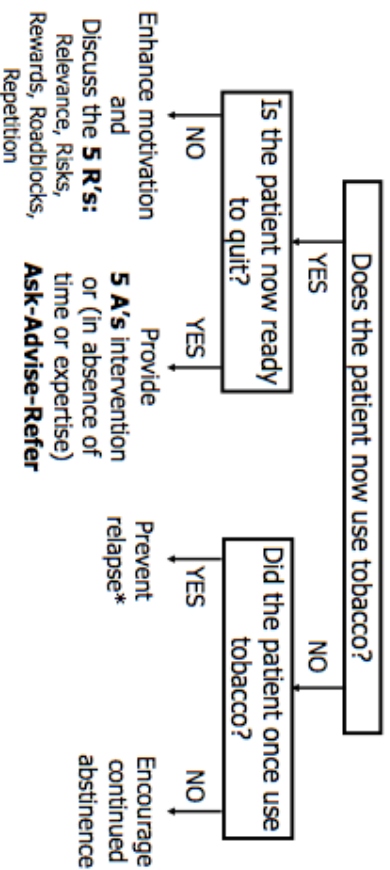 Does the patient now use tobacco?
YES
NO
Is the patient now ready
to quit?
Did the patient once use
tobacco?
NO
YES
YES
NO
Enhance motivation
and
Discuss the 5 R's:
Relevance, Risks,
Rewards, Roadblocks,
Repetition
Provide
5 A's intervention
or (in absence of
time or expertise)
Ask-Advise-Refer
Prevent
relapse*
Encourage
continued
abstinence